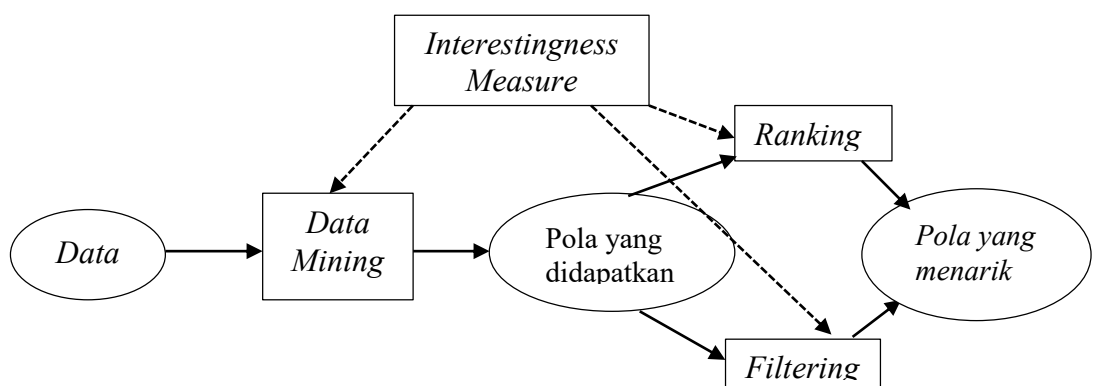 Interestingness
Measure
Ranking
Data
Data
Mining
Pola yang
didapatkan
Pola yang
menarik
Filtering